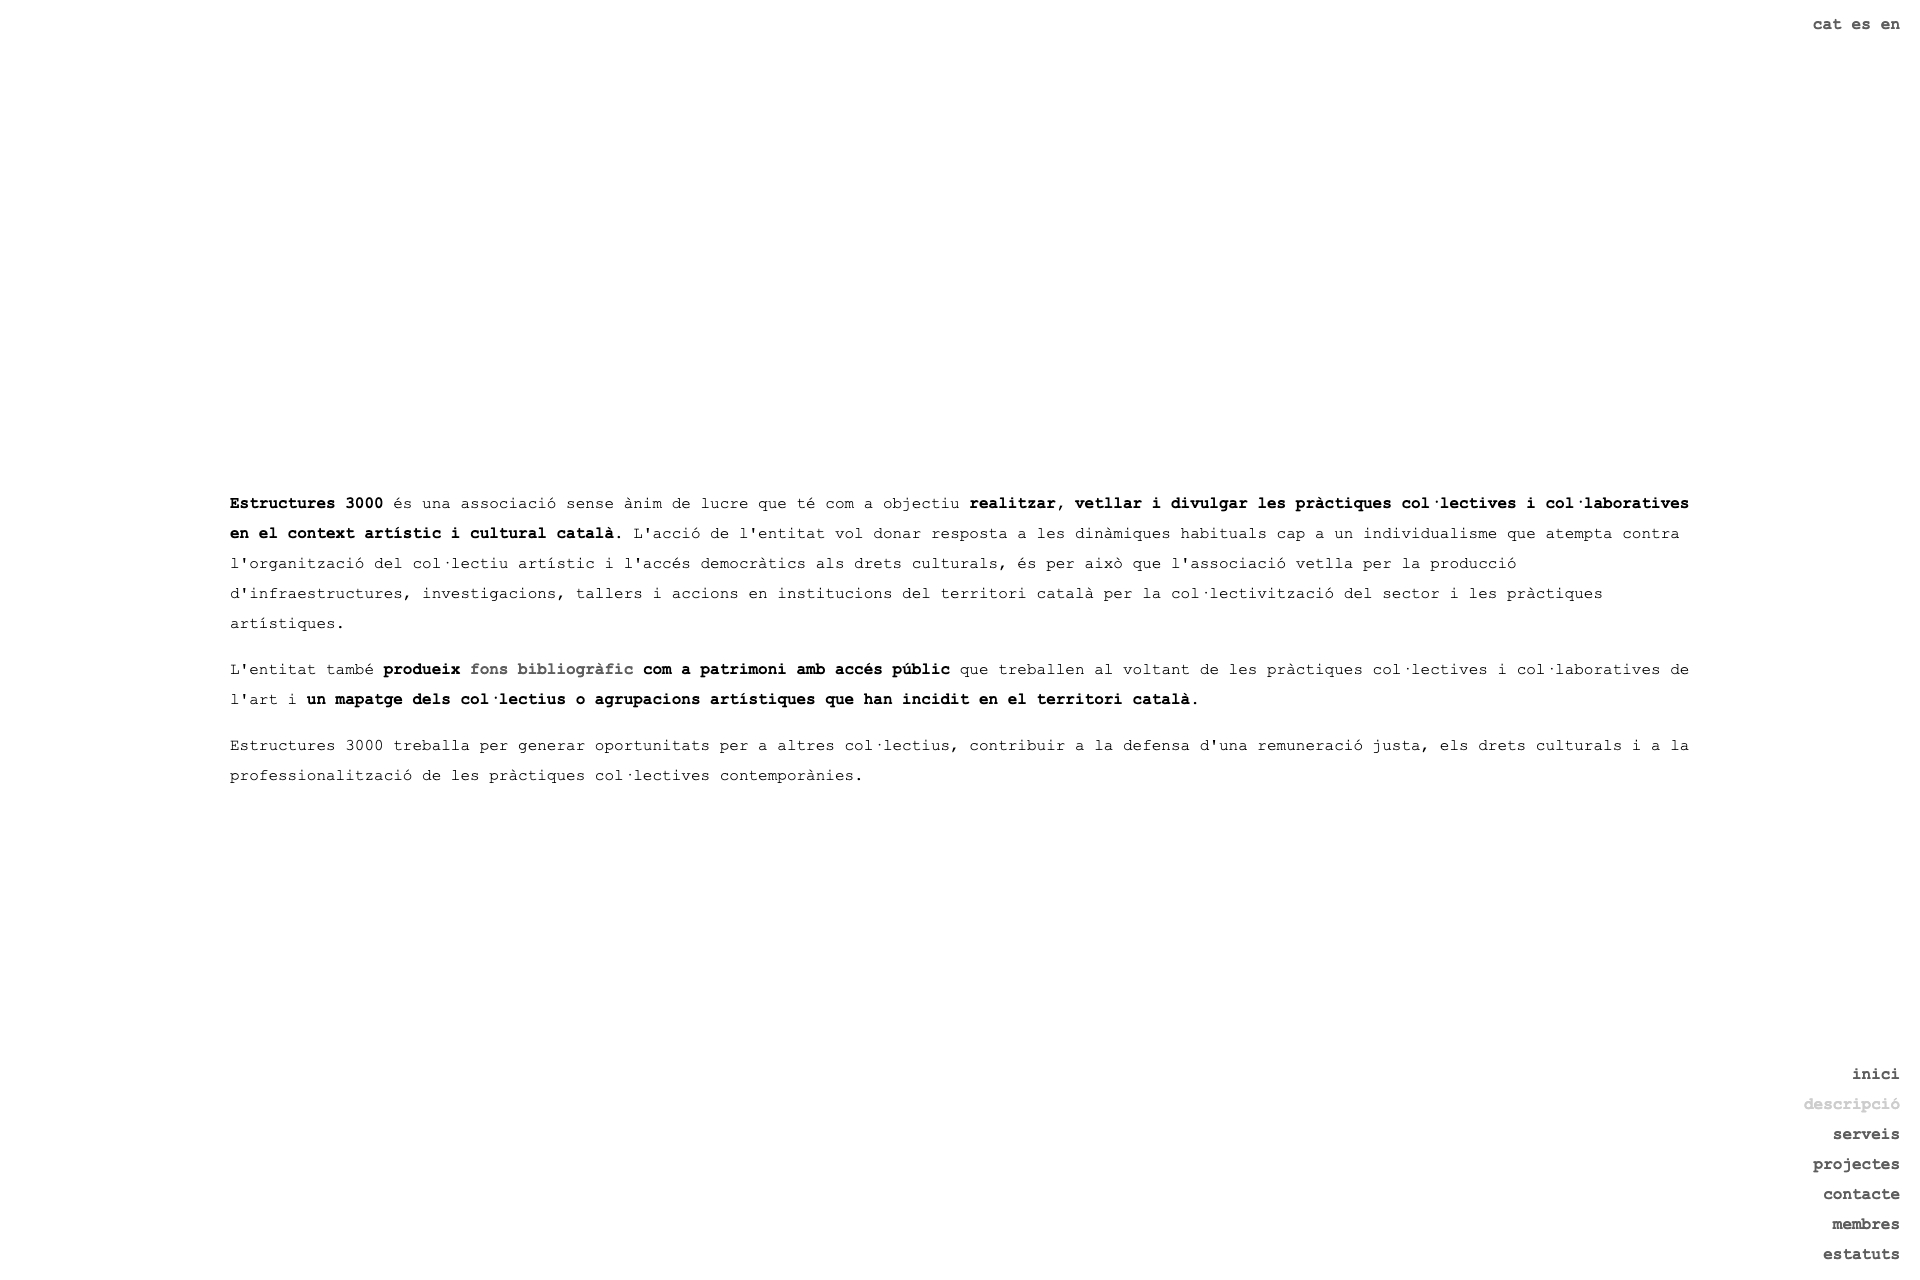 cat es en
Estructures 3000 és una associació sense ànim de lucre que té com a objectiu realitzar, vetllar i divulgar les pràctiques col·lectives i col·laboratives
en el context artístic i cultural català. L'acció de l'entitat vol donar resposta a les dinàmiques habituals cap a un individualisme que atempta contra
l'organització del col·lectiu artístic i l'accés democràtics als drets culturals, és per això que l'associació vetlla per la producció
d'infraestructures, investigacions, tallers i accions en institucions del territori català per la col·lectivització del sector i les pràctiques
artístiques.
L'entitat també produeix fons bibliogràfic com a patrimoni amb accés públic que treballen al voltant de les pràctiques col·lectives i col·laboratives de
l'art i un mapatge dels col·lectius o agrupacions artístiques que han incidit en el territori català.
Estructures 3000 treballa per generar oportunitats per a altres col·lectius, contribuir a la defensa d'una remuneració justa, els drets culturals i a la
professionalització de les pràctiques col·lectives contemporànies.
inici
descripció
serveis
projectes
contacte
membres
estatuts